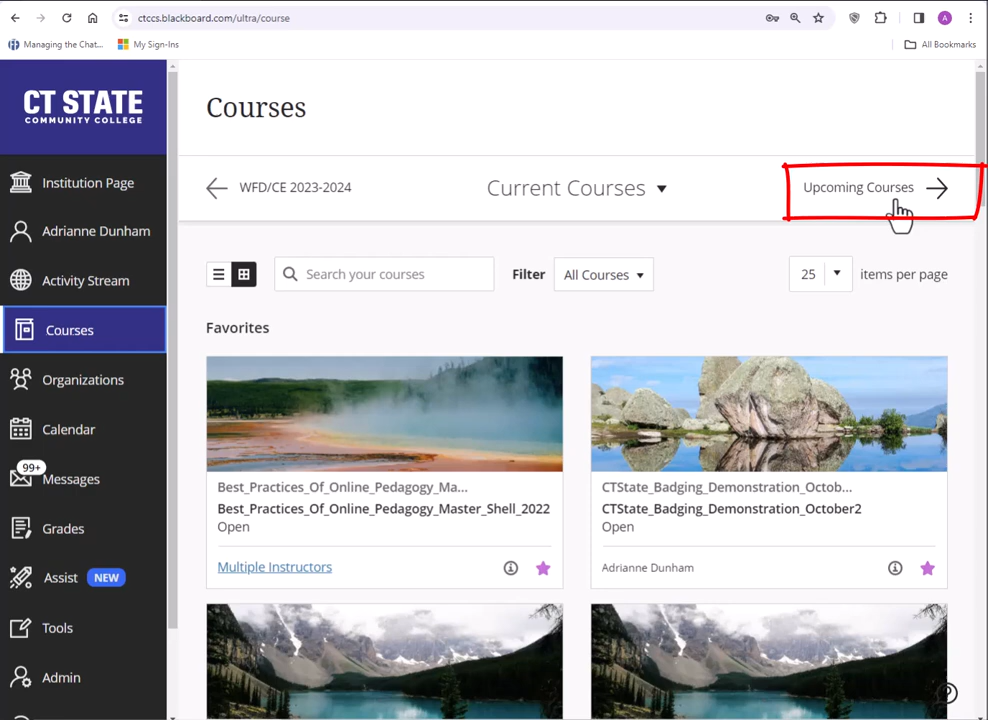 ctccs.blackboard.com/ultra/course
A
Managing the Chat...
My Sign-Ins
All Bookmarks
CT STATE
COMMUNITY COLLEGE
Institution Page
Adrianne Dunham
Activity Stream
Courses
Organizations
Calendar
99+
Messages
Grades
Assist NEW
Tools
Admin
Courses
WFD/CE 2023-2024
Current Courses
Upcoming Courses
Search your courses
Filter
All Courses
25
items per page
Favorites
Best_Practices_Of_Online_Pedagogy_Ma...
Best_Practices_Of_Online_Pedagogy_Master_Shell_2022
Open
Multiple Instructors
CTState_Badging_Demonstration_Octob...
CTState_Badging_Demonstration_October2
Open
Adrianne Dunham